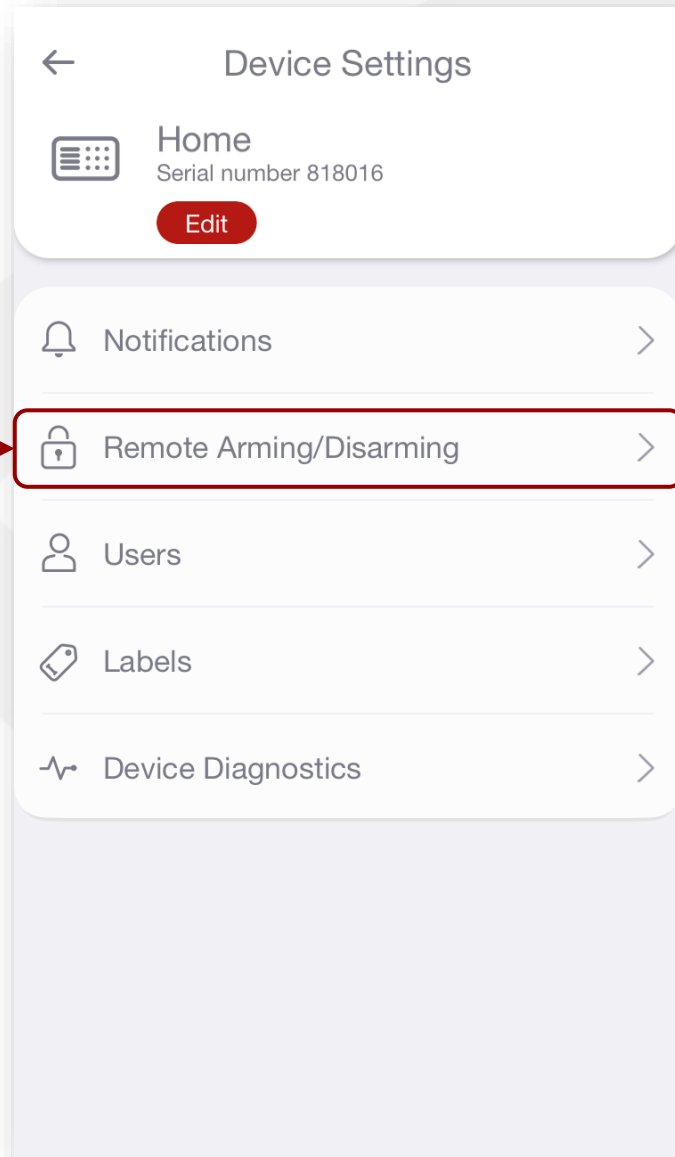 Device Settings
Home
Serial number 818016
Edit
Notifications
Remote Arming/Disarming
Users
Labels
Device Diagnostics